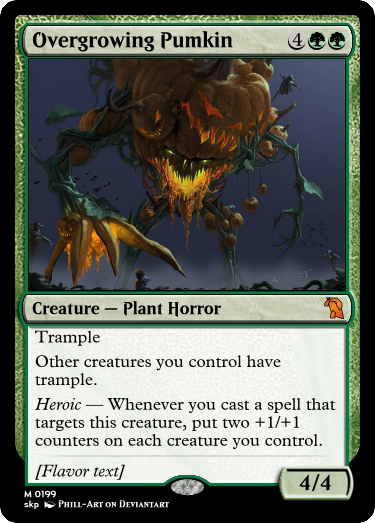 Overgrowing Pumkin 4
Creature — Plant Horror
Trample
Other creatures you control have
trample.
Heroic — Whenever you cast a spell that
targets this creature, put two +1/+1
counters on each creature you control.
[Flavor text]
4/4
M 0199
skp Phill-Art on Deviantart